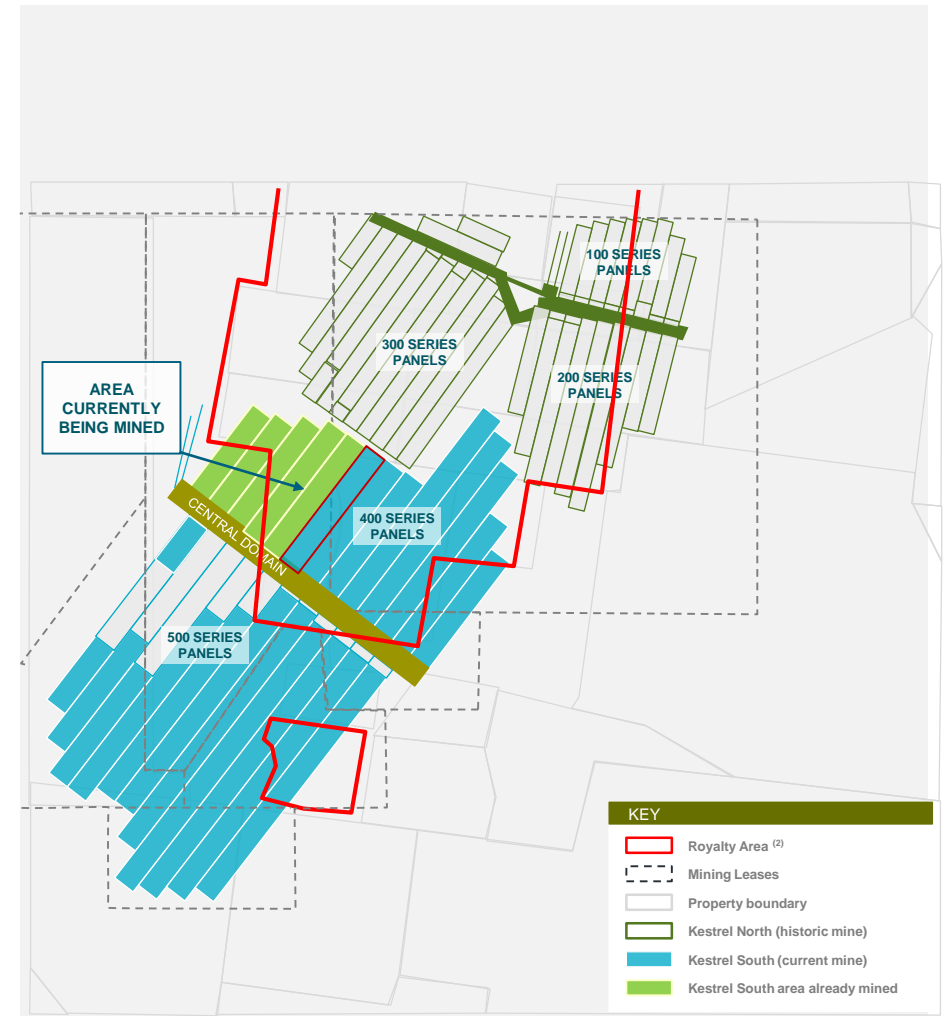 100 SERIES
PANELS
300 SERIES
PANELS
200 SERIES
PANELS
AREA
CURRENTLY
BEING MINED
CENTRAL DOMAIN
400 SERIES
PANELS
500 SERIES
PANELS
KEY
Royalty Area (2)
Mining Leases
Property boundary
Kestrel North (historic mine)
Kestrel South (current mine)
Kestrel South area already mined